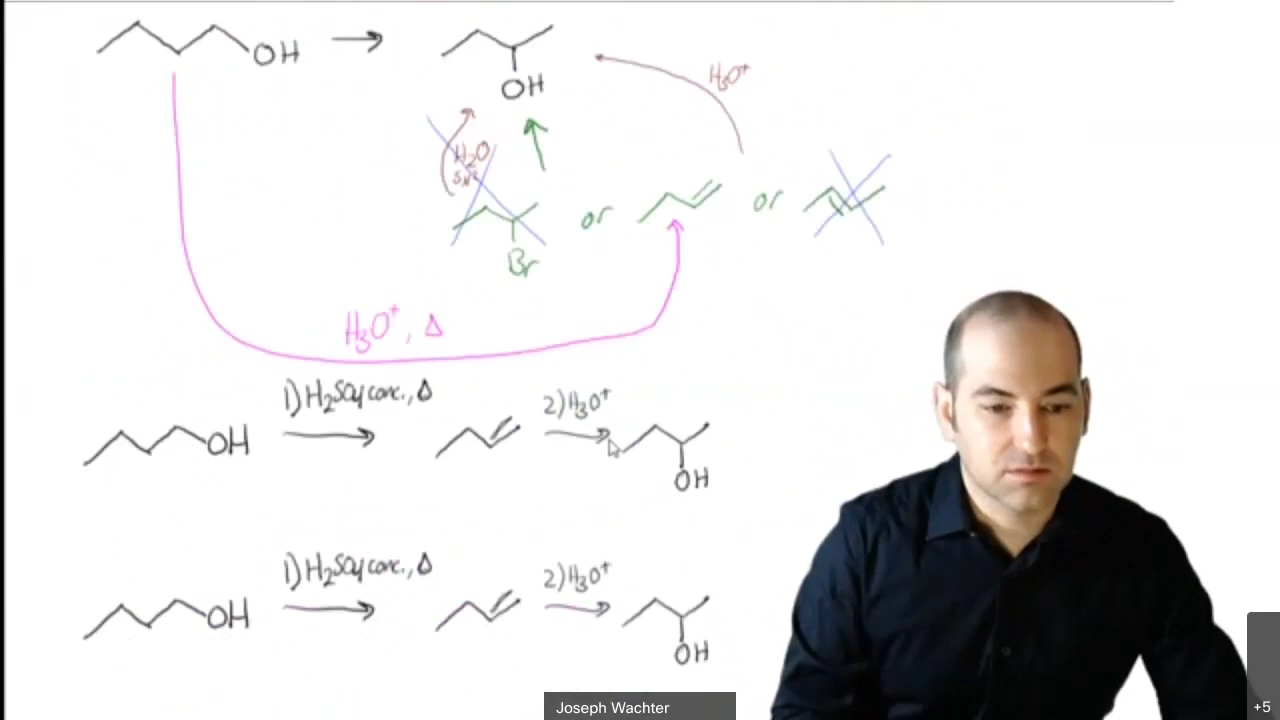 OH
OH
H₃O⁺
H₂O
SN²
or
or
Br
H₃O⁺, Δ
1) H₂SO₄ conc., Δ
2) H₃O⁺
OH
OH
1) H₂SO₄ conc., Δ
2) H₃O⁺
OH
OH
Joseph Wachter
+5